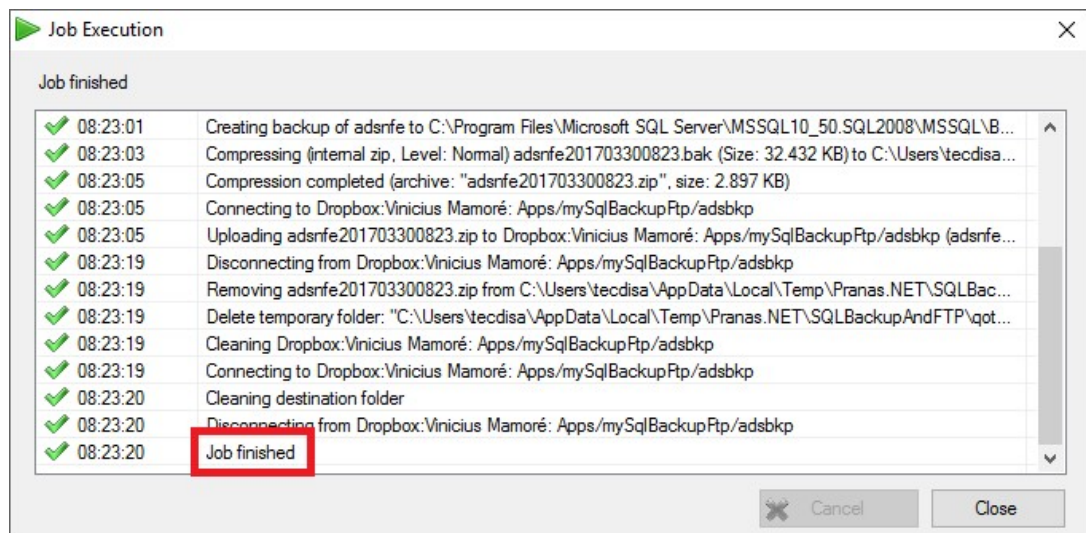 Job Execution
Job finished
08:23:01 Creating backup of adsnfe to C:\Program Files\Microsoft SQL Server\MSSQL10_50.SQL2008\MSSQL\B...
08:23:03 Compressing (internal zip, Level: Normal) adsnfe201703300823.bak (Size: 32.432 KB) to C:\Users\tecdisa...
08:23:05 Compression completed (archive: "adsnfe201703300823.zip", size: 2.897 KB)
08:23:05 Connecting to Dropbox:Vinicius Mamoré: Apps/mySqlBackupFtp/adsbkp
08:23:05 Uploading adsnfe201703300823.zip to Dropbox:Vinicius Mamoré: Apps/mySqlBackupFtp/adsbkp (adsnfe...
08:23:19 Disconnecting from Dropbox:Vinicius Mamoré: Apps/mySqlBackupFtp/adsbkp
08:23:19 Removing adsnfe201703300823.zip from C:\Users\tecdisa\AppData\Local\Temp\Pranas.NET\SQLBac...
08:23:19 Delete temporary folder: "C:\Users\tecdisa\AppData\Local\Temp\Pranas.NET\SQLBackupAndFTP\qot...
08:23:19 Cleaning Dropbox:Vinicius Mamoré: Apps/mySqlBackupFtp/adsbkp
08:23:19 Connecting to Dropbox:Vinicius Mamoré: Apps/mySqlBackupFtp/adsbkp
08:23:20 Cleaning destination folder
08:23:20 Disconnecting from Dropbox:Vinicius Mamoré: Apps/mySqlBackupFtp/adsbkp
08:23:20 Job finished
Cancel Close